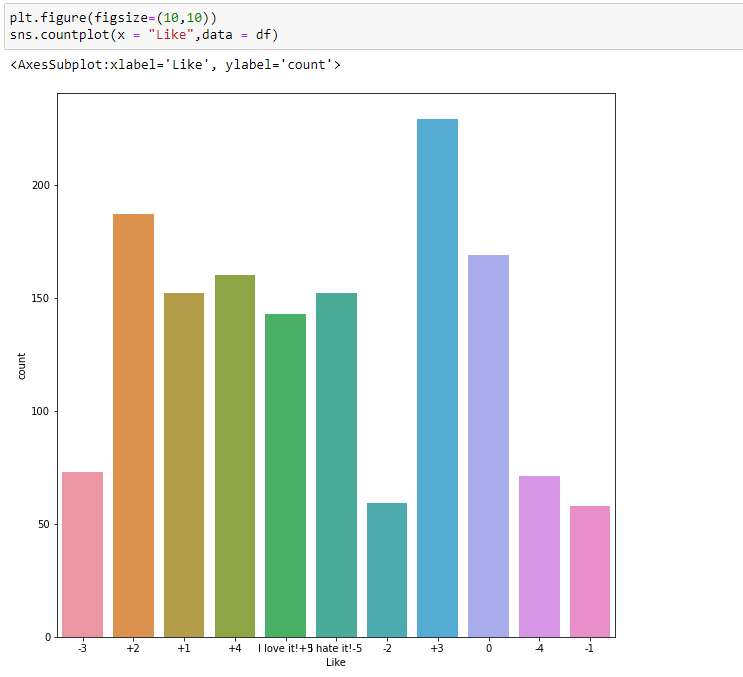 plt.figure(figsize=(10,10))
sns.countplot(x = "Like",data = df)
<AxesSubplot:xlabel='Like', ylabel='count'>
200
150
100
50
0
count
-3 +2 +1 +4 I love it!+5 I hate it!-5 -2 +3 0 -4 -1
Like